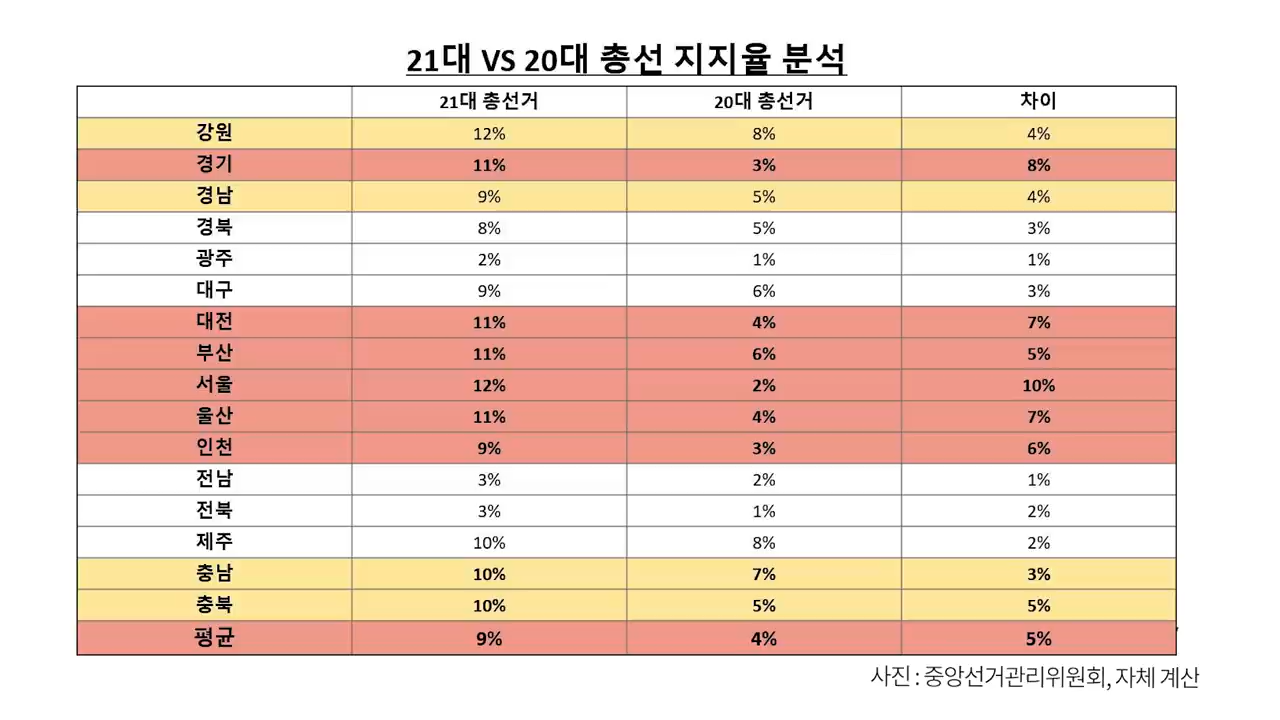 21대 VS 20대 총선 지지율 분석
21대 총선거 20대 총선거 차이
강원 12% 8% 4%
경기 11% 3% 8%
경남 9% 5% 4%
경북 8% 5% 3%
광주 2% 1% 1%
대구 9% 6% 3%
대전 11% 4% 7%
부산 11% 6% 5%
서울 12% 2% 10%
울산 11% 4% 7%
인천 9% 3% 6%
전남 3% 2% 1%
전북 3% 1% 2%
제주 10% 8% 2%
충남 10% 7% 3%
충북 10% 5% 5%
평균 9% 4% 5%
사진 : 중앙선거관리위원회, 자체 계산